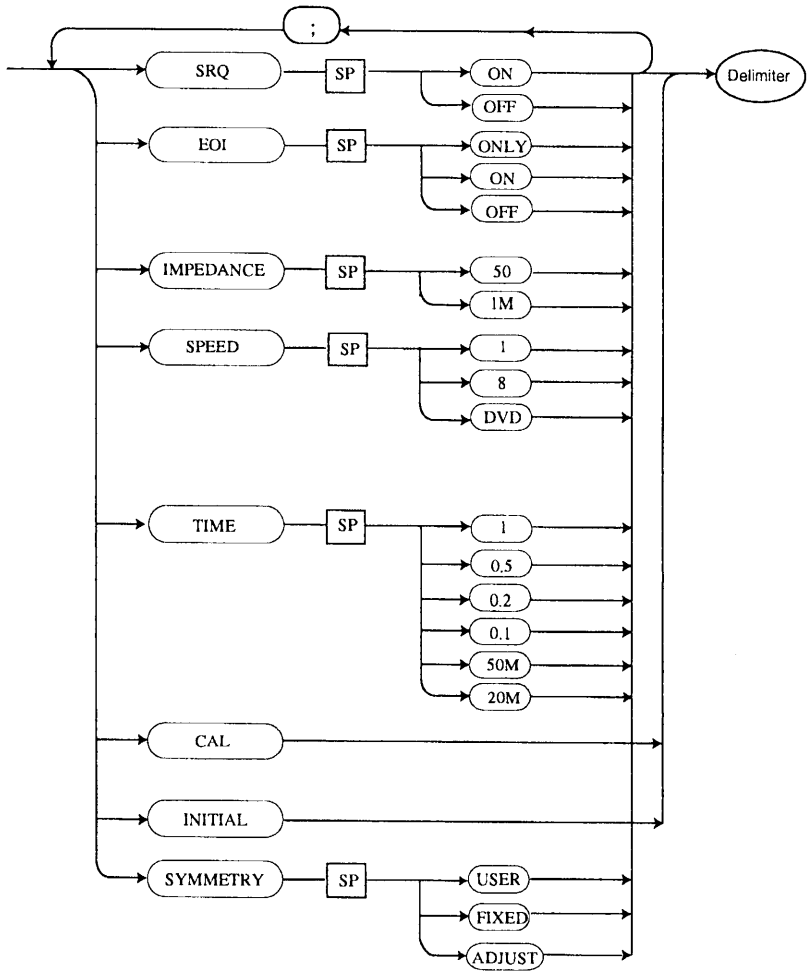 ;
SRQ SP ON Delimiter
OFF
EOI SP ONLY
ON
OFF
IMPEDANCE SP 50
1M
SPEED SP 1
8
DVD
TIME SP 1
0.5
0.2
0.1
50M
20M
CAL
INITIAL
SYMMETRY SP USER
FIXED
ADJUST